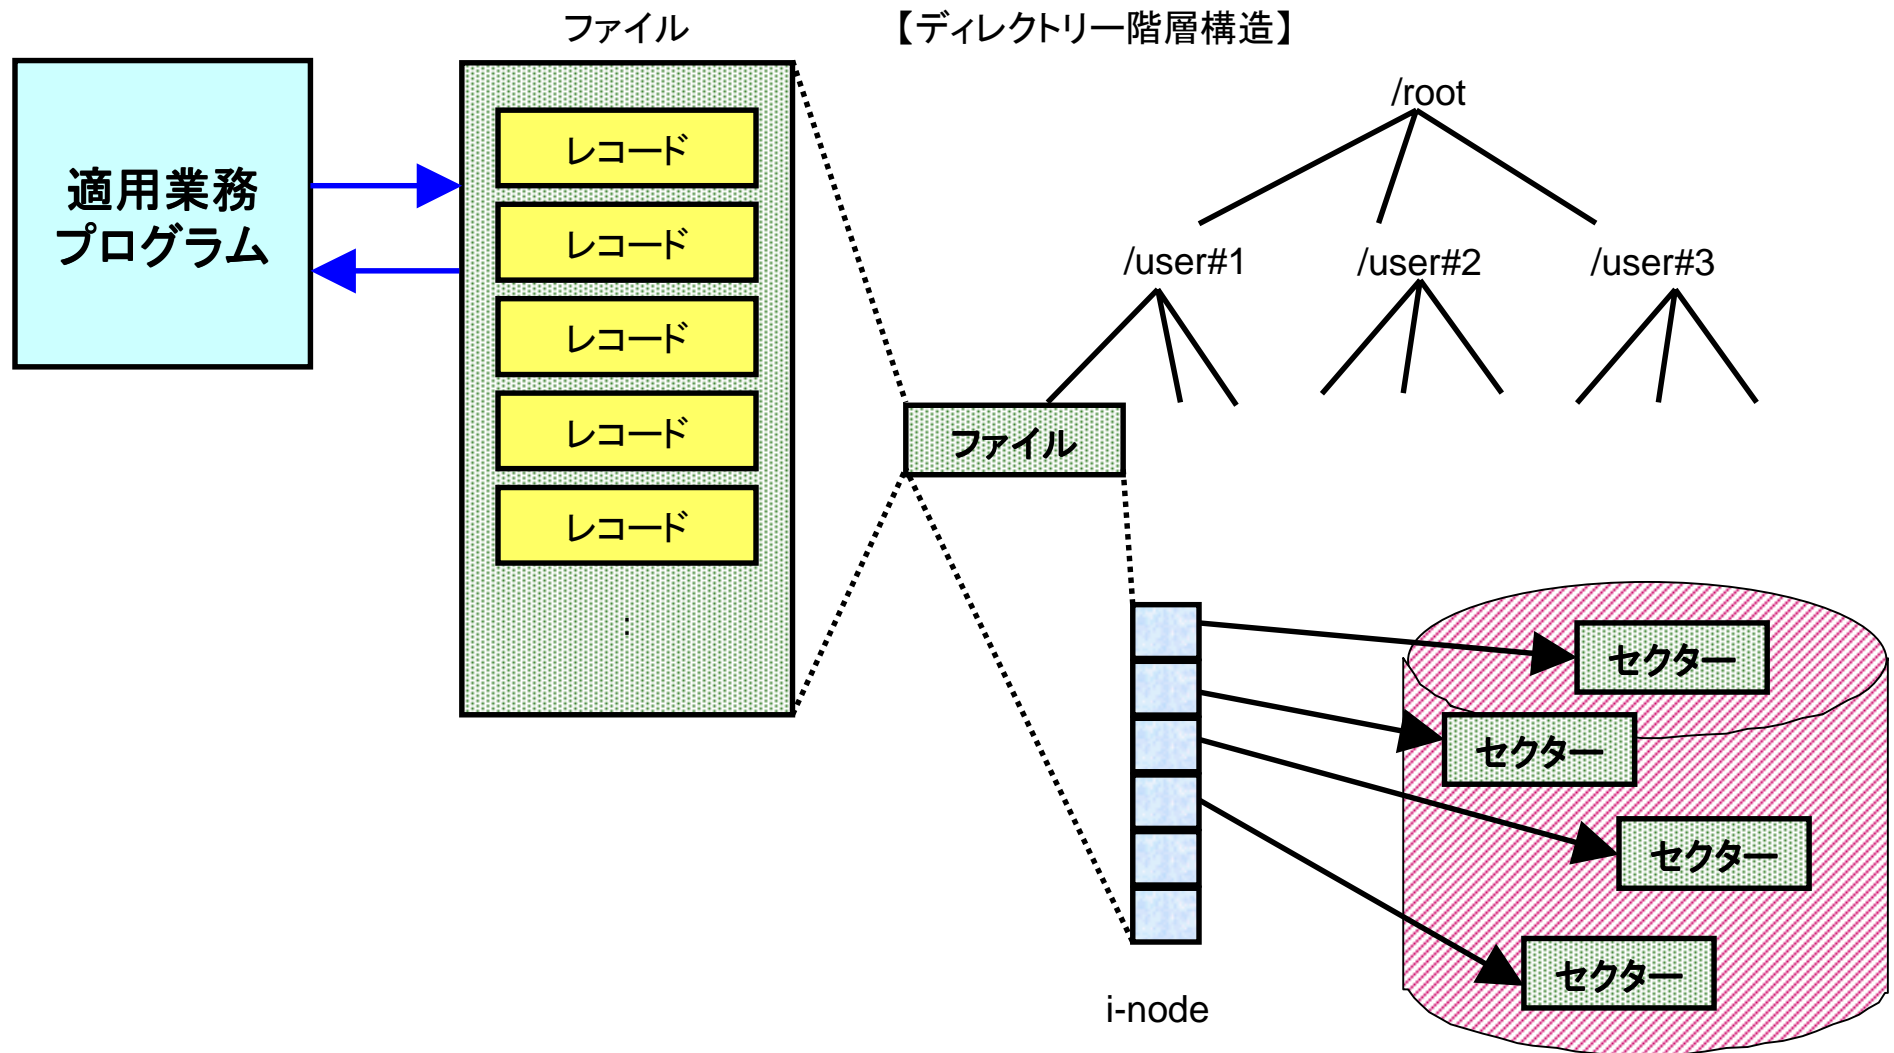 ファイル
【ディレクトリー階層構造】
適用業務
プログラム
レコード
レコード
レコード
レコード
レコード
:
/root
/user#1
/user#2
/user#3
ファイル
i-node
セクター
セクター
セクター
セクター